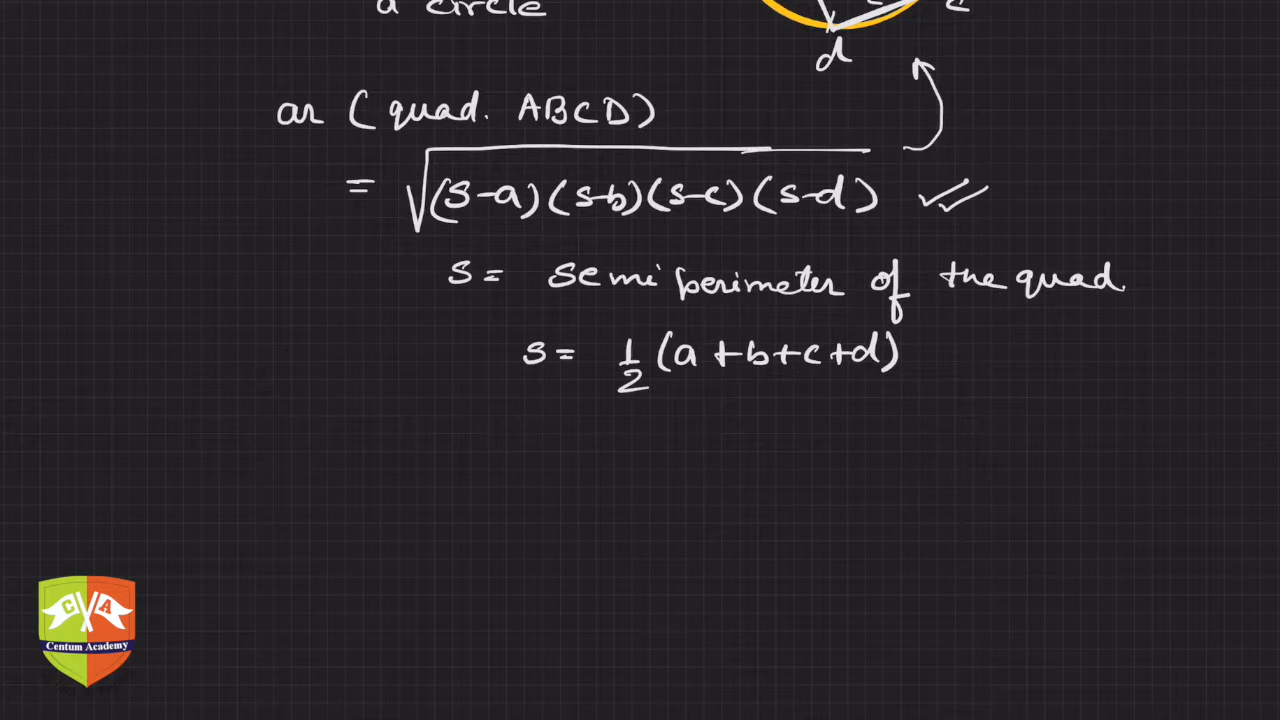 a circle
c
d
ar (quad. ABCD)
= √(s-a)(s-b)(s-c)(s-d)
s = semi perimeter of the quad.
s = 1/2 (a+b+c+d)
C A
Centum Academy